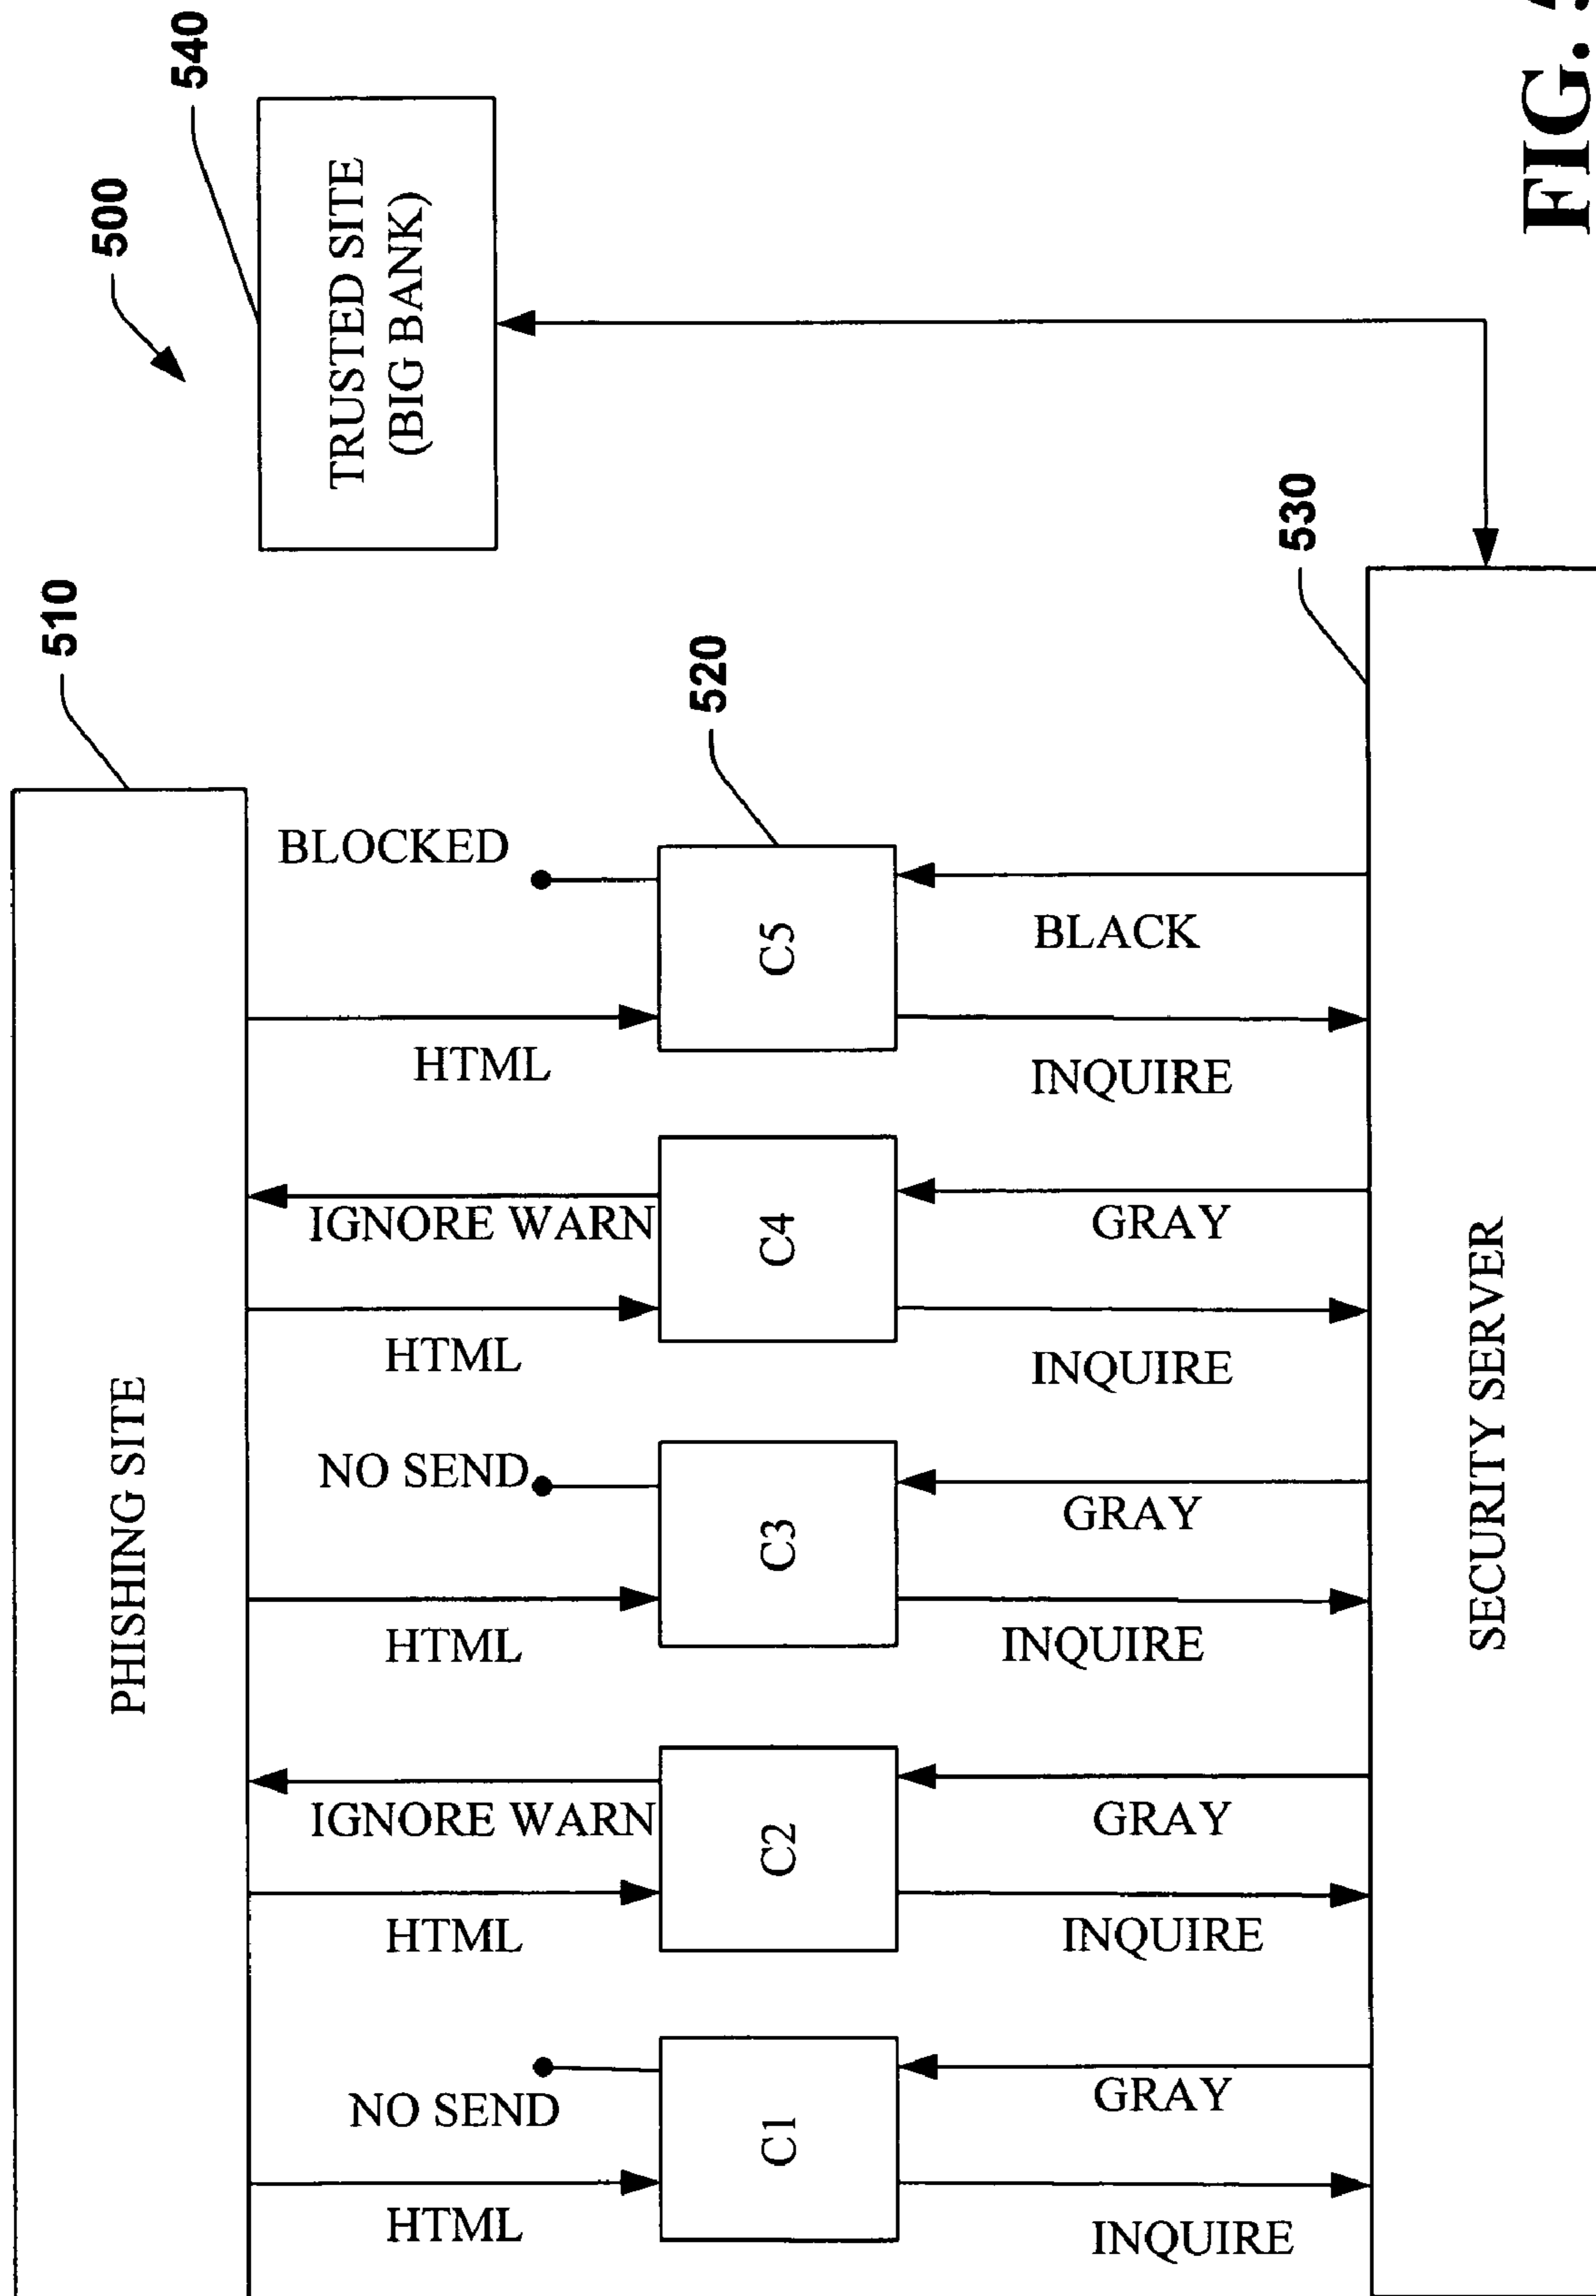 540
500
TRUSTED SITE
(BIG BANK)
FIG.
510
PHISHING SITE
530
520
BLOCKED
C5
BLACK
HTML
INQUIRE
IGNORE WARN
C4
GRAY
HTML
INQUIRE
NO SEND
C3
GRAY
HTML
INQUIRE
IGNORE WARN
C2
GRAY
HTML
INQUIRE
NO SEND
C1
GRAY
HTML
INQUIRE
SECURITY SERVER